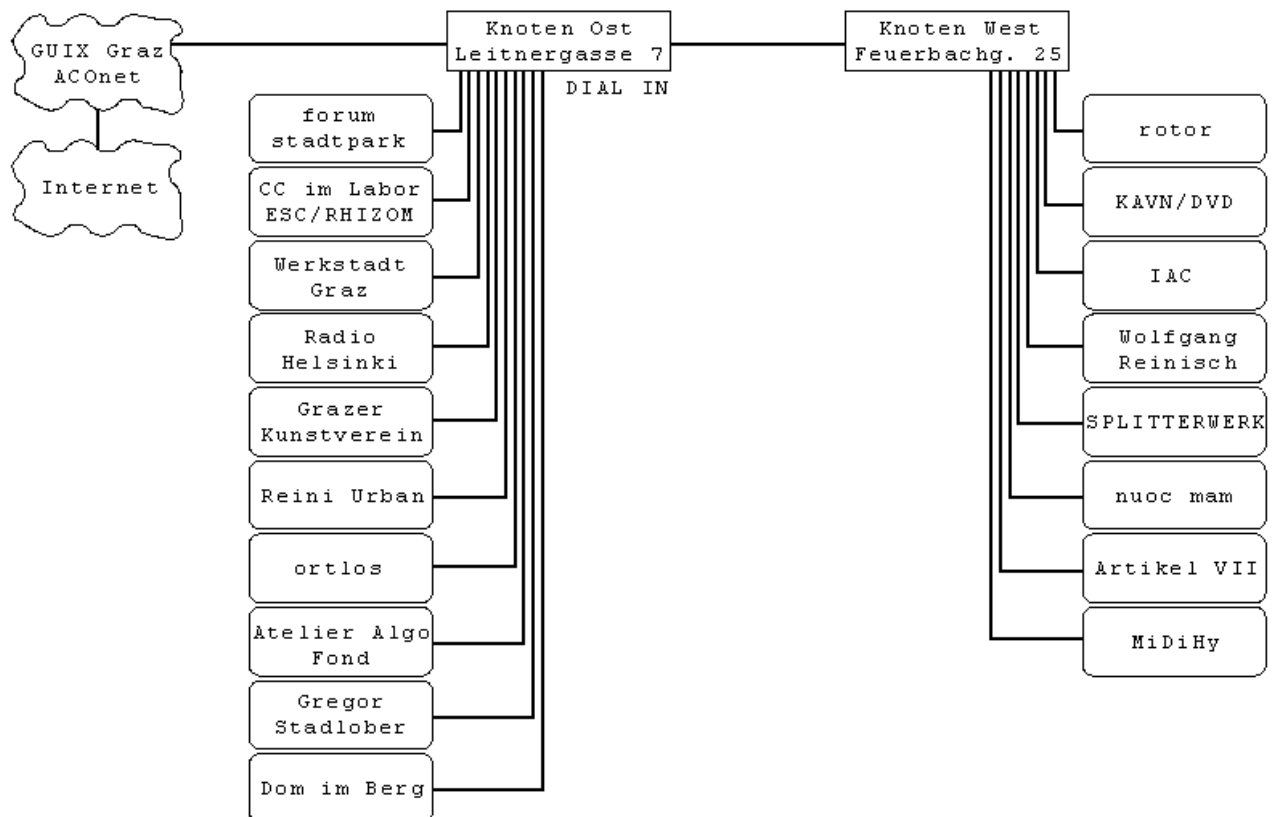 GUIX Graz
ACOnet
Internet
Knoten Ost
Leitnergasse 7
DIAL IN
forum
stadtpark
CC im Labor
ESC/RHIZOM
Werkstadt
Graz
Radio
Helsinki
Grazer
Kunstverein
Reini Urban
ortlos
Atelier Algo
Fond
Gregor
Stadlober
Dom im Berg
Knoten West
Feuerbachg. 25
rotor
KAVN/DVD
IAC
Wolfgang
Reinisch
SPLITTERWERK
nuoc mam
Artikel VII
MiDiHy